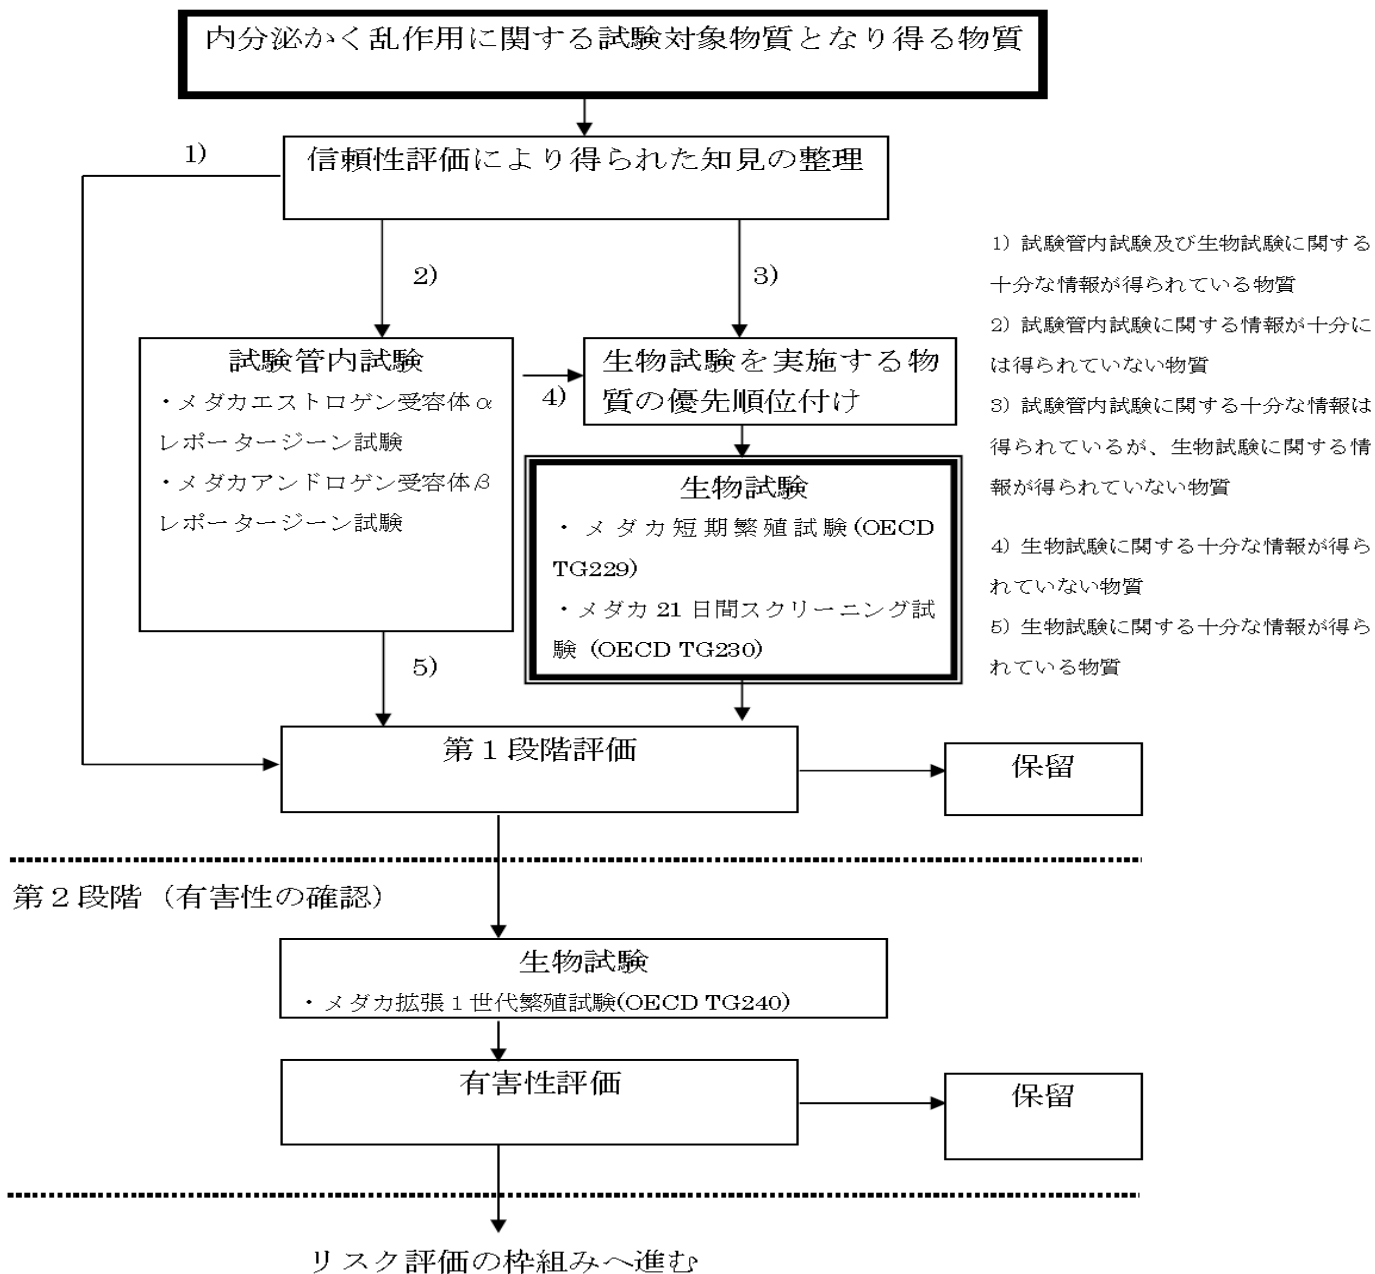 内分泌かく乱作用に関する試験対象物質となり得る物質
1)
信頼性評価により得られた知見の整理
2)
3)
1) 試験管内試験及び生物試験に関する
十分な情報が得られている物質
2) 試験管内試験に関する情報が十分に
は得られていない物質
3) 試験管内試験に関する十分な情報は
得られているが、生物試験に関する情
報が得られていない物質
4) 生物試験に関する十分な情報が得ら
れていない物質
5) 生物試験に関する十分な情報が得ら
れている物質
試験管内試験
・メダカエストロゲン受容体α
レポータージーン試験
・メダカアンドロゲン受容体β
レポータージーン試験
4)
生物試験を実施する物
質の優先順位付け
生物試験
・メダカ短期繁殖試験(OECD
TG229)
・メダカ 21 日間スクリーニング試
験 (OECD TG230)
5)
第１段階評価
保留
第２段階（有害性の確認）
生物試験
・メダカ拡張１世代繁殖試験(OECD TG240)
有害性評価
保留
リスク評価の枠組みへ進む